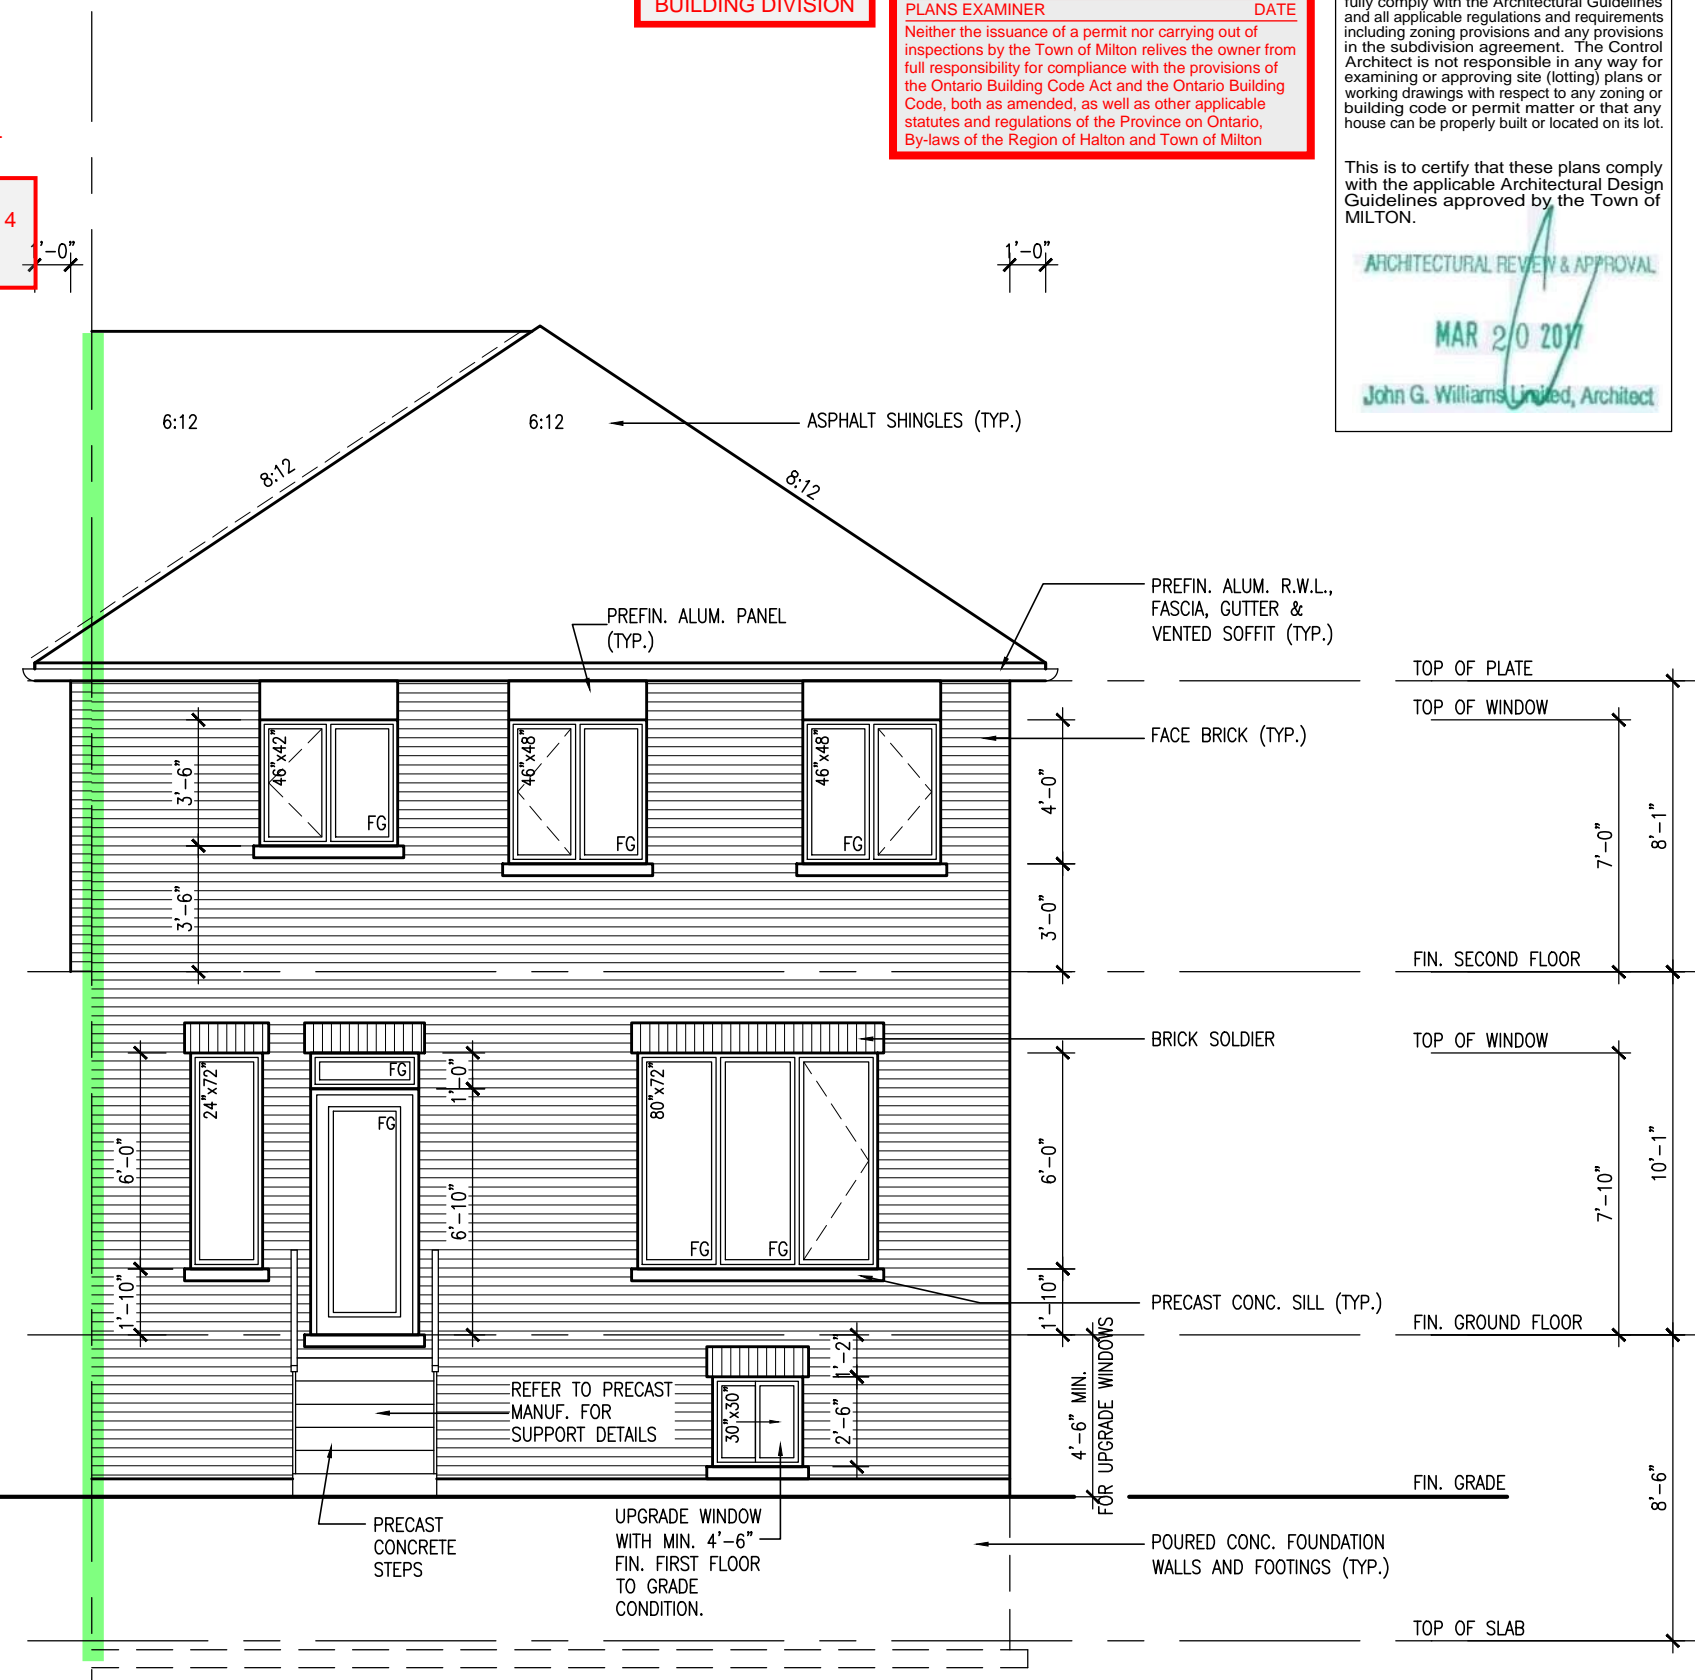 BUILDING DIVISION
PLANS EXAMINER DATE
Neither the issuance of a permit nor carrying out of
inspections by the Town of Milton relives the owner from
full responsibility for compliance with the provisions of
the Ontario Building Code Act and the Ontario Building
Code, both as amended, as well as other applicable
statutes and regulations of the Province on Ontario,
By-laws of the Region of Halton and Town of Milton
fully comply with the Architectural Guidelines
and all applicable regulations and requirements
including zoning provisions and any provisions
in the subdivision agreement. The Control
Architect is not responsible in any way for
examining or approving site (lotting) plans or
working drawings with respect to any zoning or
building code or permit matter or that any
house can be properly built or located on its lot.
This is to certify that these plans comply
with the applicable Architectural Design
Guidelines approved by the Town of
MILTON.
ARCHITECTURAL REVIEW & APPROVAL
MAR 20 2017
John G. Williams Limited, Architect
4
1'-0"
1'-0"
6:12
6:12
8:12
8:12
ASPHALT SHINGLES (TYP.)
PREFIN. ALUM. PANEL
(TYP.)
PREFIN. ALUM. R.W.L.,
FASCIA, GUTTER &
VENTED SOFFIT (TYP.)
TOP OF PLATE
TOP OF WINDOW
FACE BRICK (TYP.)
46"x42"
FG
46"x48"
FG
46"x48"
FG
3'-6"
3'-6"
4'-0"
3'-0"
7'-0"
8'-1"
FIN. SECOND FLOOR
BRICK SOLDIER
TOP OF WINDOW
24"x72"
FG
FG
80"x72"
FG
FG
6'-0"
1'-10"
1'-0"
6'-10"
6'-0"
1'-10"
7'-10"
10'-1"
PRECAST CONC. SILL (TYP.)
FIN. GROUND FLOOR
REFER TO PRECAST
MANUF. FOR
SUPPORT DETAILS
30"x30"
1'-2"
2'-6"
4'-6" MIN.
FOR UPGRADE WINDOWS
FIN. GRADE
8'-6"
PRECAST
CONCRETE
STEPS
UPGRADE WINDOW
WITH MIN. 4'-6"
FIN. FIRST FLOOR
TO GRADE
CONDITION.
POURED CONC. FOUNDATION
WALLS AND FOOTINGS (TYP.)
TOP OF SLAB